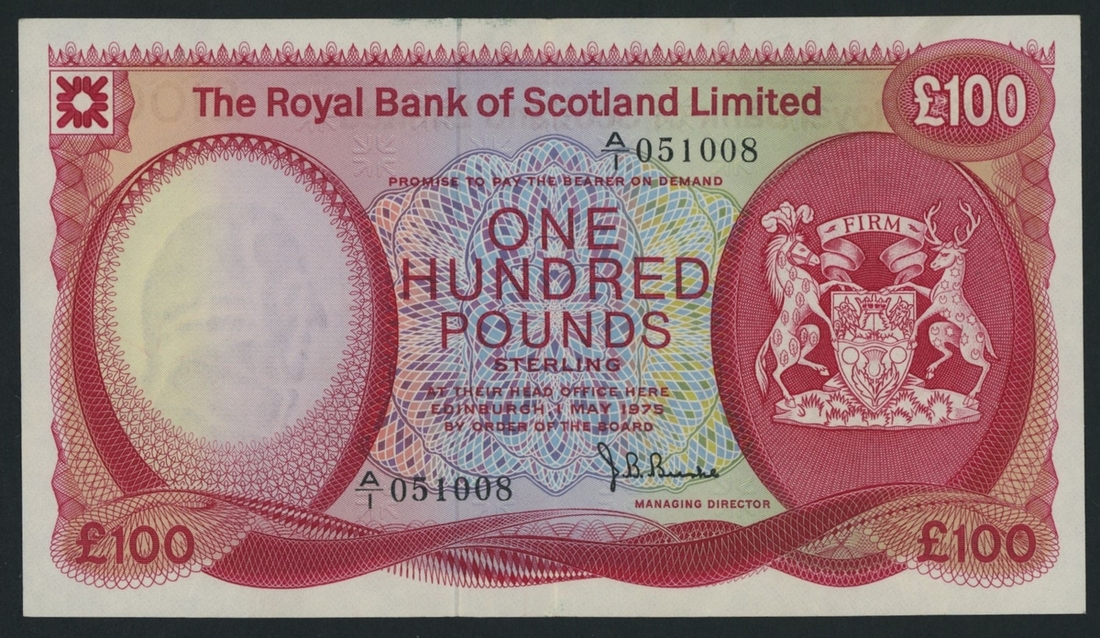 The Royal Bank of Scotland Limited
£100
A/1 051008
PROMISE TO PAY THE BEARER ON DEMAND
ONE
HUNDRED
POUNDS
STERLING
FIRM
AT THEIR HEAD OFFICE HERE
EDINBURGH 1 MAY 1975
BY ORDER OF THE BOARD
J B Burke
A/1 051008
MANAGING DIRECTOR
£100
£100